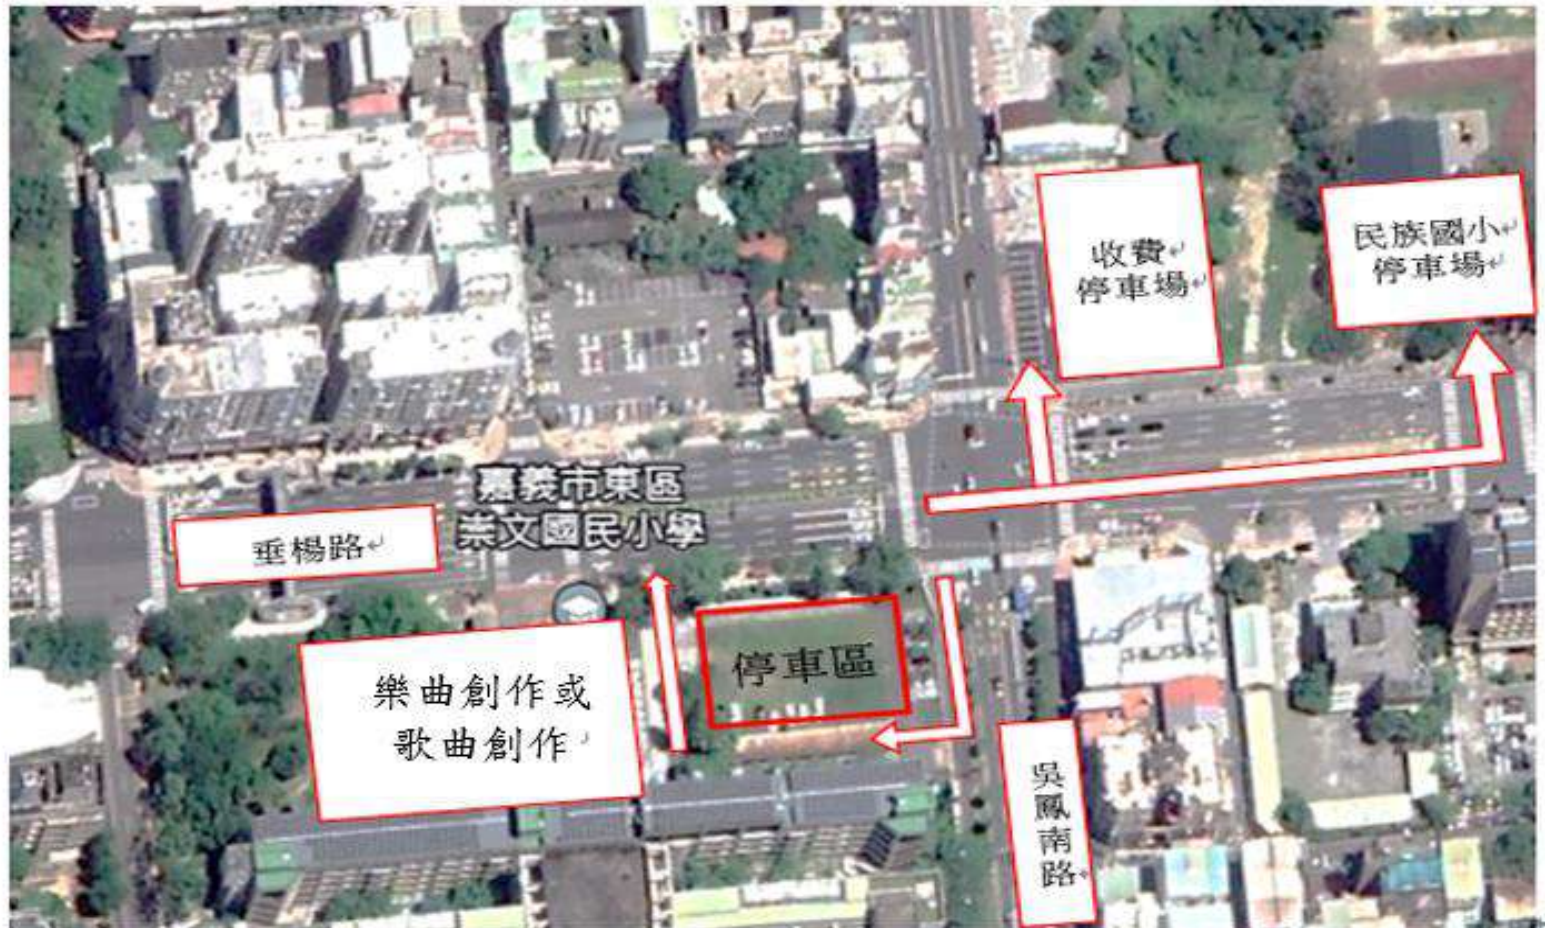 收費
停車場
民族國小
停車場
嘉義市東區
崇文國民小學
垂楊路
停車區
樂曲創作或
歌曲創作
吳鳳南路